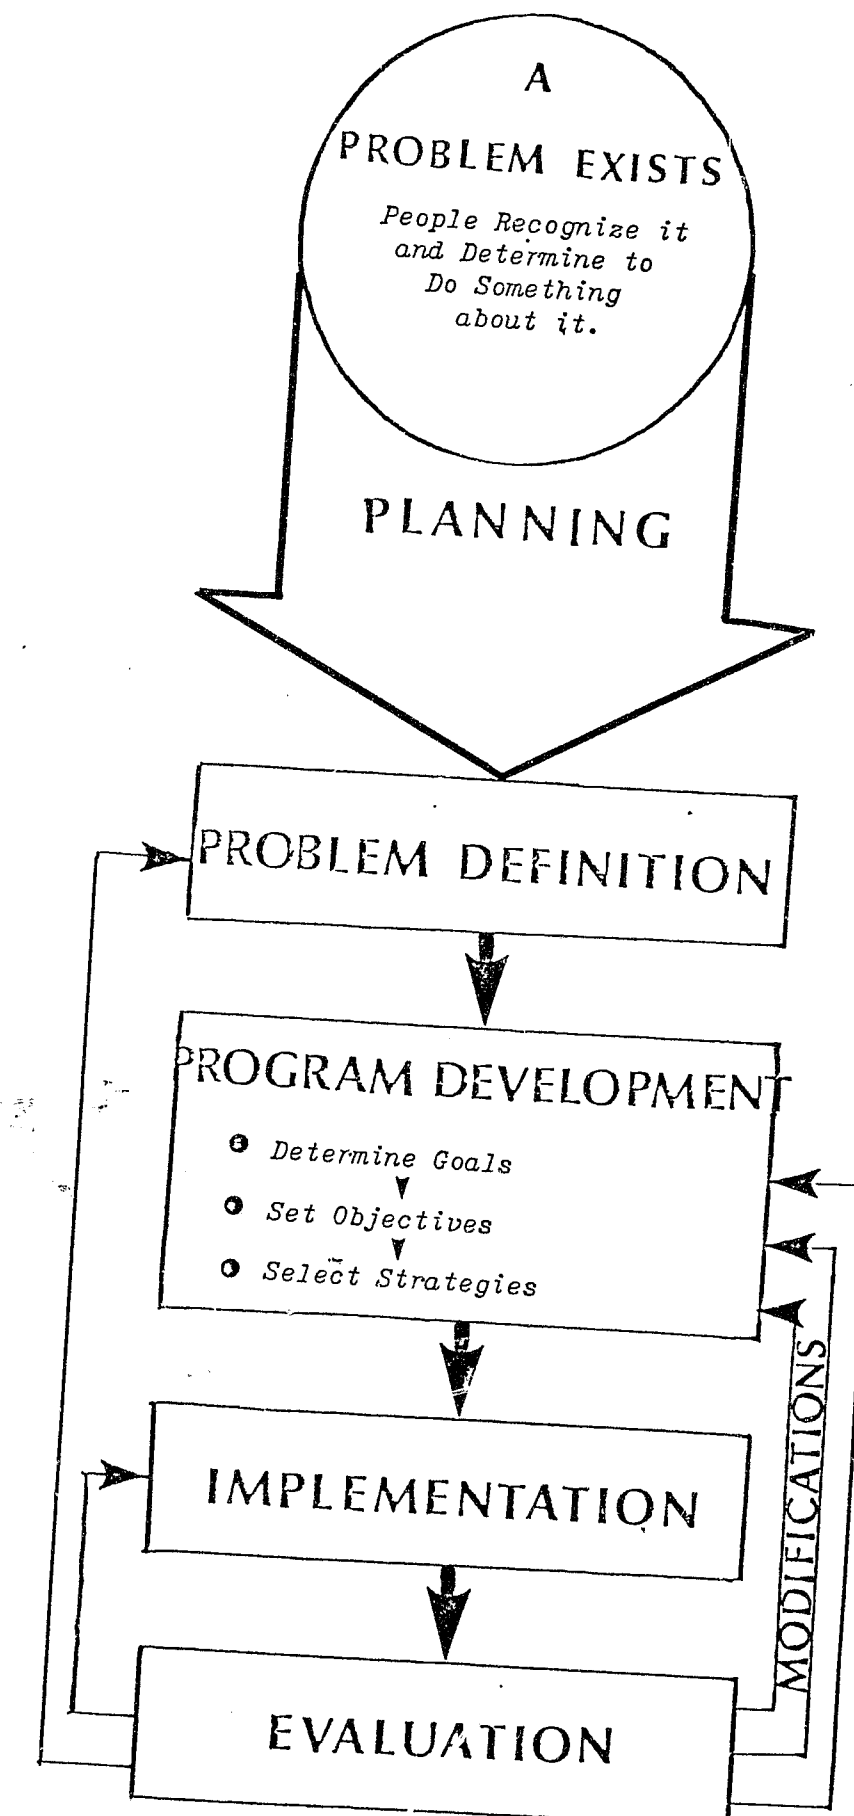 A
PROBLEM EXISTS
People Recognize it
and Determine to
Do Something
about it.
PLANNING
PROBLEM DEFINITION
PROGRAM DEVELOPMENT
Determine Goals
Set Objectives
Select Strategies
MODIFICATIONS
IMPLEMENTATION
EVALUATION